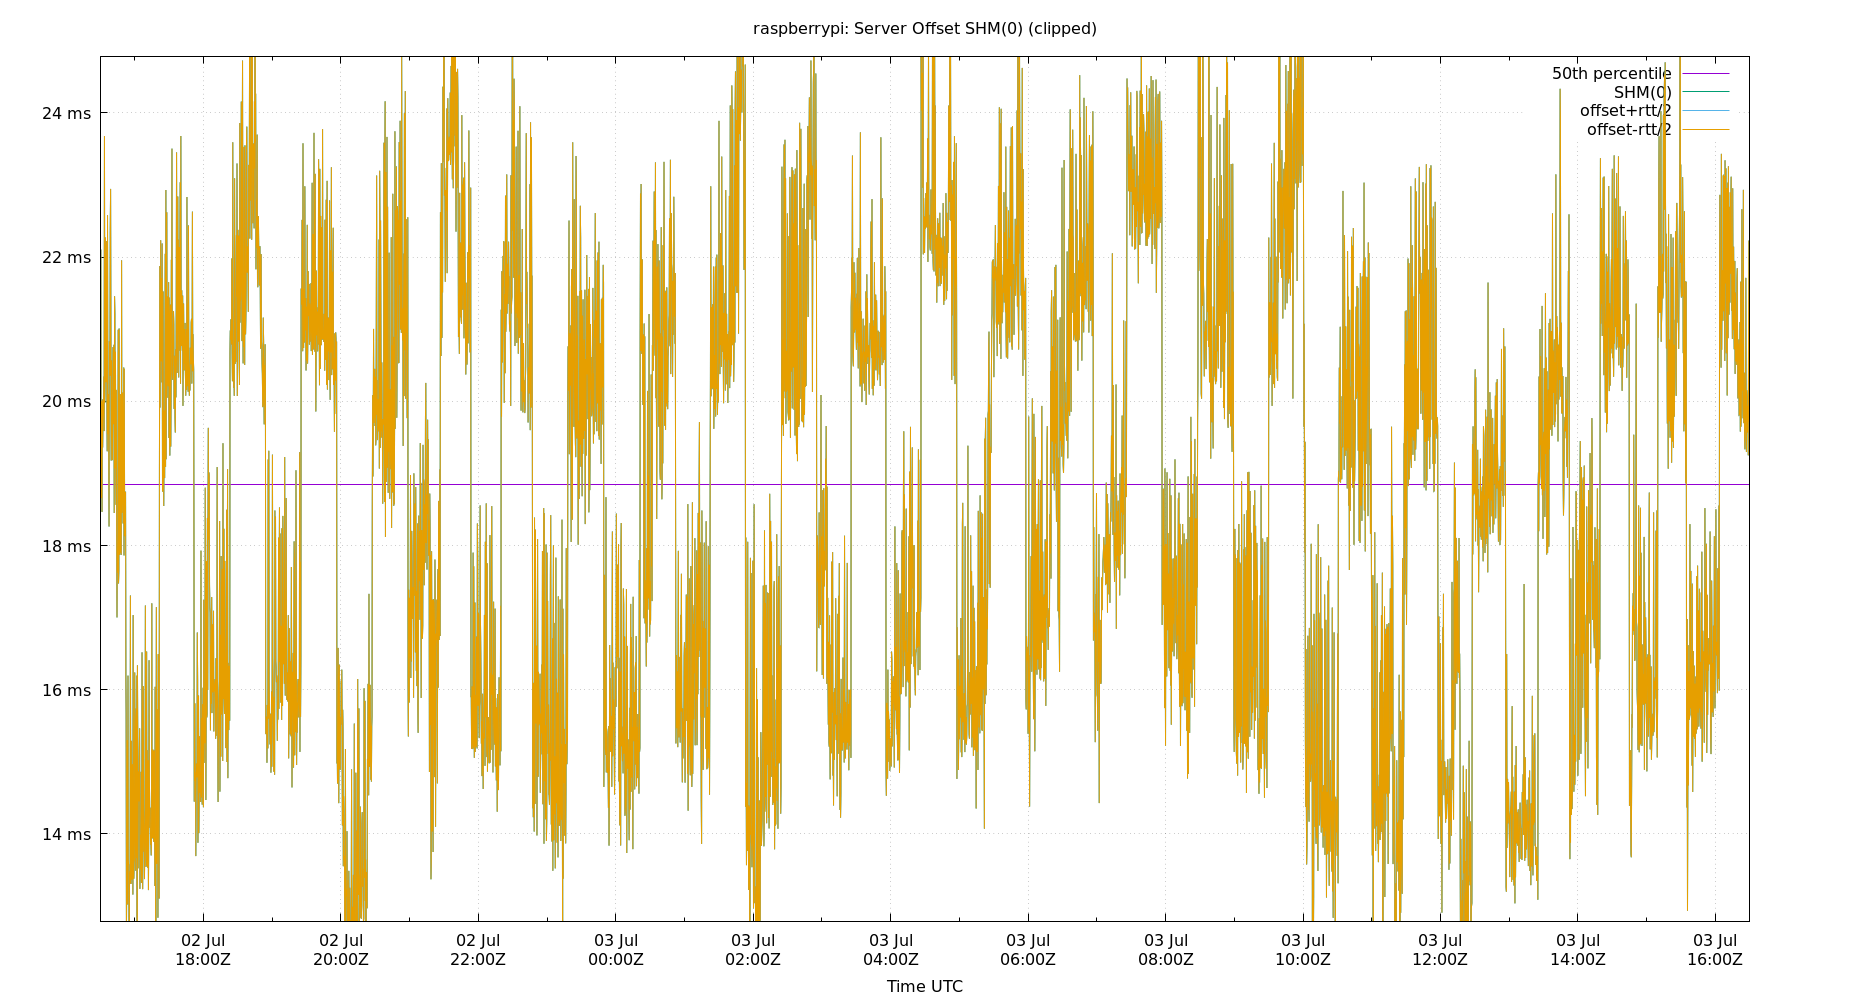 raspberrypi: Server Offset SHM(0) (clipped)
50th percentile
SHM(0)
offset+rtt/2
offset-rtt/2
24 ms
22 ms
20 ms
18 ms
16 ms
14 ms
02 Jul 02 Jul 02 Jul 03 Jul 03 Jul 03 Jul 03 Jul 03 Jul 03 Jul 03 Jul 03 Jul 03 Jul
18:00Z 20:00Z 22:00Z 00:00Z 02:00Z 04:00Z 06:00Z 08:00Z 10:00Z 12:00Z 14:00Z 16:00Z
Time UTC